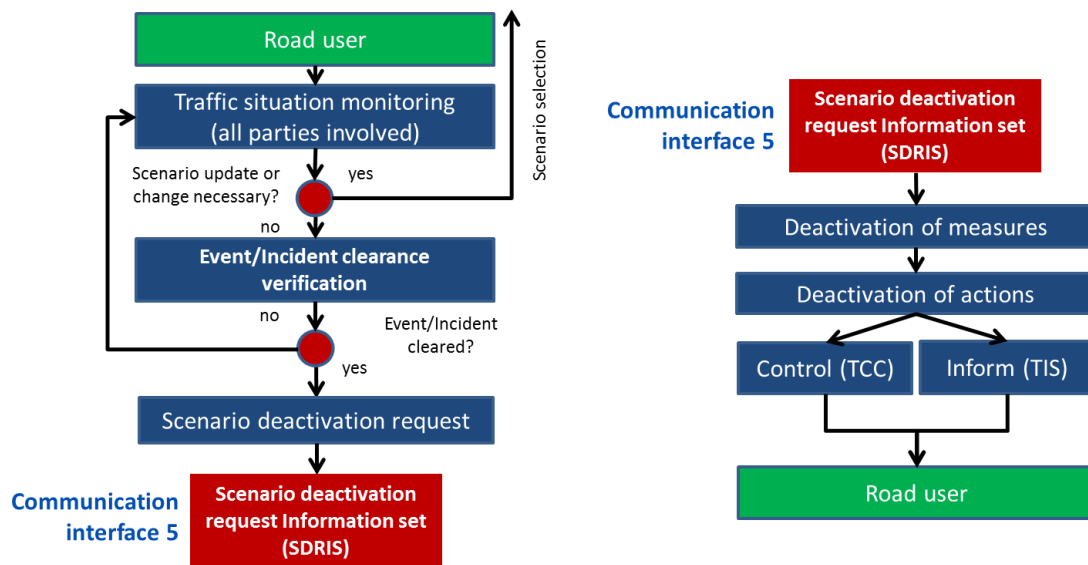 Road user
Scenario selection
Traffic situation monitoring
(all parties involved)
Scenario update or
change necessary?
yes
no
Event/Incident clearance
verification
no
Event/Incident
cleared?
yes
Scenario deactivation request
Communication
interface 5
Scenario deactivation
request Information set
(SDRIS)
Communication
interface 5
Scenario deactivation
request Information set
(SDRIS)
Deactivation of measures
Deactivation of actions
Control (TCC)
Inform (TIS)
Road user